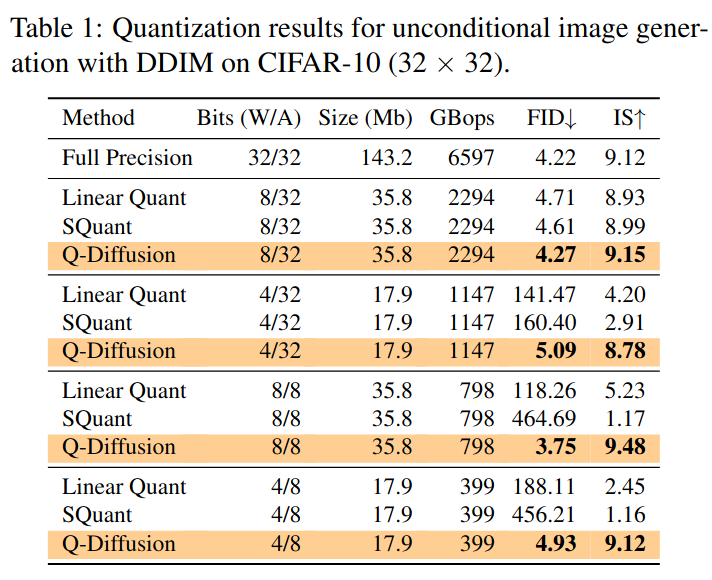 Table 1: Quantization results for unconditional image gener-
ation with DDIM on CIFAR-10 (32 × 32).
Method Bits (W/A) Size (Mb) GBops FID↓ IS↑
Full Precision 32/32 143.2 6597 4.22 9.12
Linear Quant 8/32 35.8 2294 4.71 8.93
SQuant 8/32 35.8 2294 4.61 8.99
Q-Diffusion 8/32 35.8 2294 4.27 9.15
Linear Quant 4/32 17.9 1147 141.47 4.20
SQuant 4/32 17.9 1147 160.40 2.91
Q-Diffusion 4/32 17.9 1147 5.09 8.78
Linear Quant 8/8 35.8 798 118.26 5.23
SQuant 8/8 35.8 798 464.69 1.17
Q-Diffusion 8/8 35.8 798 3.75 9.48
Linear Quant 4/8 17.9 399 188.11 2.45
SQuant 4/8 17.9 399 456.21 1.16
Q-Diffusion 4/8 17.9 399 4.93 9.12